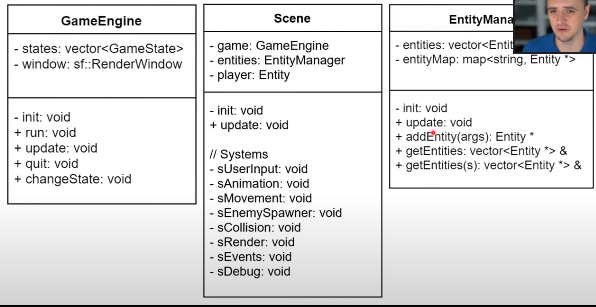 GameEngine
- states: vector<GameState>
- window: sf::RenderWindow
- init: void
+ run: void
+ update: void
+ quit: void
+ changeState: void
Scene
- game: GameEngine
- entities: EntityManager
- player: Entity
- init: void
+ update: void
// Systems
- sUserInput: void
- sAnimation: void
- sMovement: void
- sEnemySpawner: void
- sCollision: void
- sRender: void
- sEvents: void
- sDebug: void
EntityMana
- entities: vector<Entit
- entityMap: map<string, Entity *>
- init: void
+ update: void
+ addEntity(args): Entity *
+ getEntities: vector<Entity *> &
+ getEntities(s): vector<Entity *> &